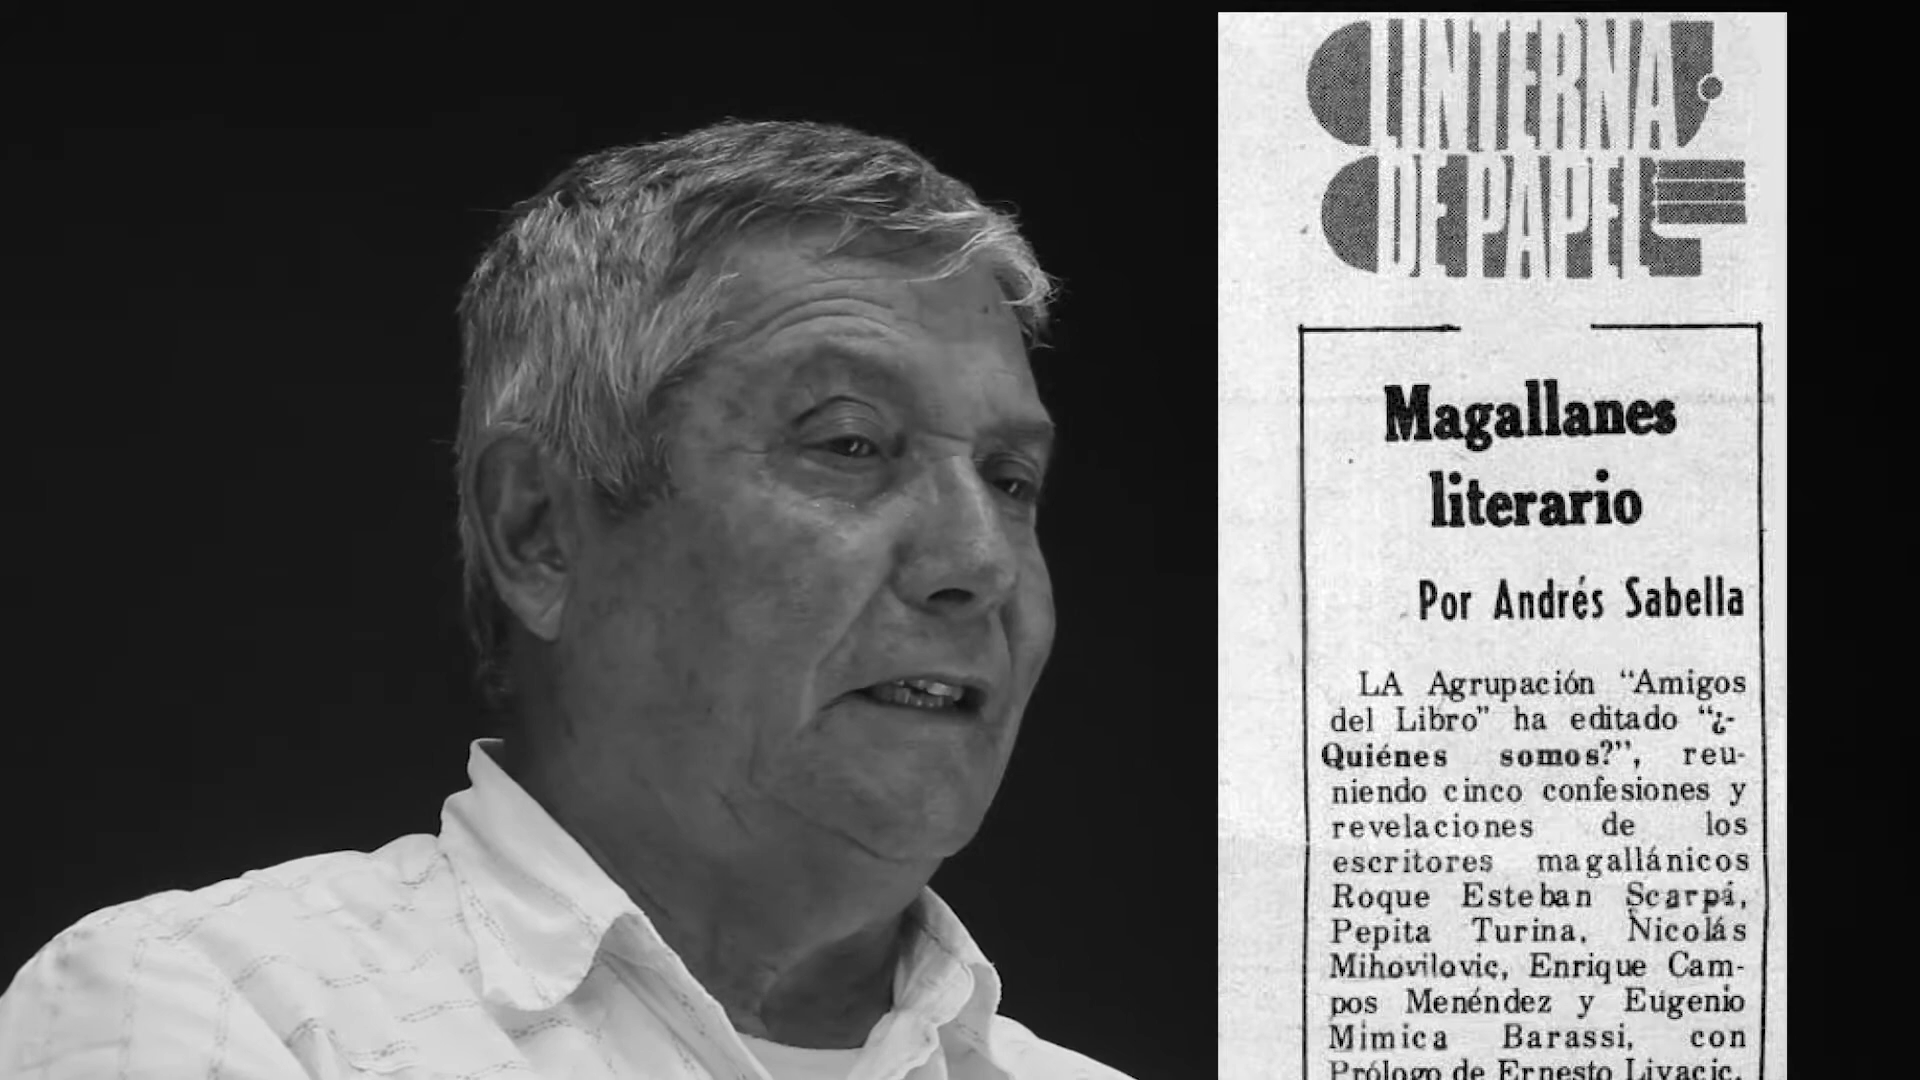 LINTERNA
DE PAPEL
Magallanes
literario
Por Andrés Sabella
LA Agrupación “Amigos
del Libro” ha editado “¿-
Quiénes somos?”, reu-
niendo cinco confesiones y
revelaciones de los
escritores magallánicos
Roque Esteban Scarpá,
Pepita Turina, Nicolás
Mihovilovic, Enrique Cam-
pos Menéndez y Eugenio
Mimica Barassi, con
Prólogo de Ernesto Livacic.